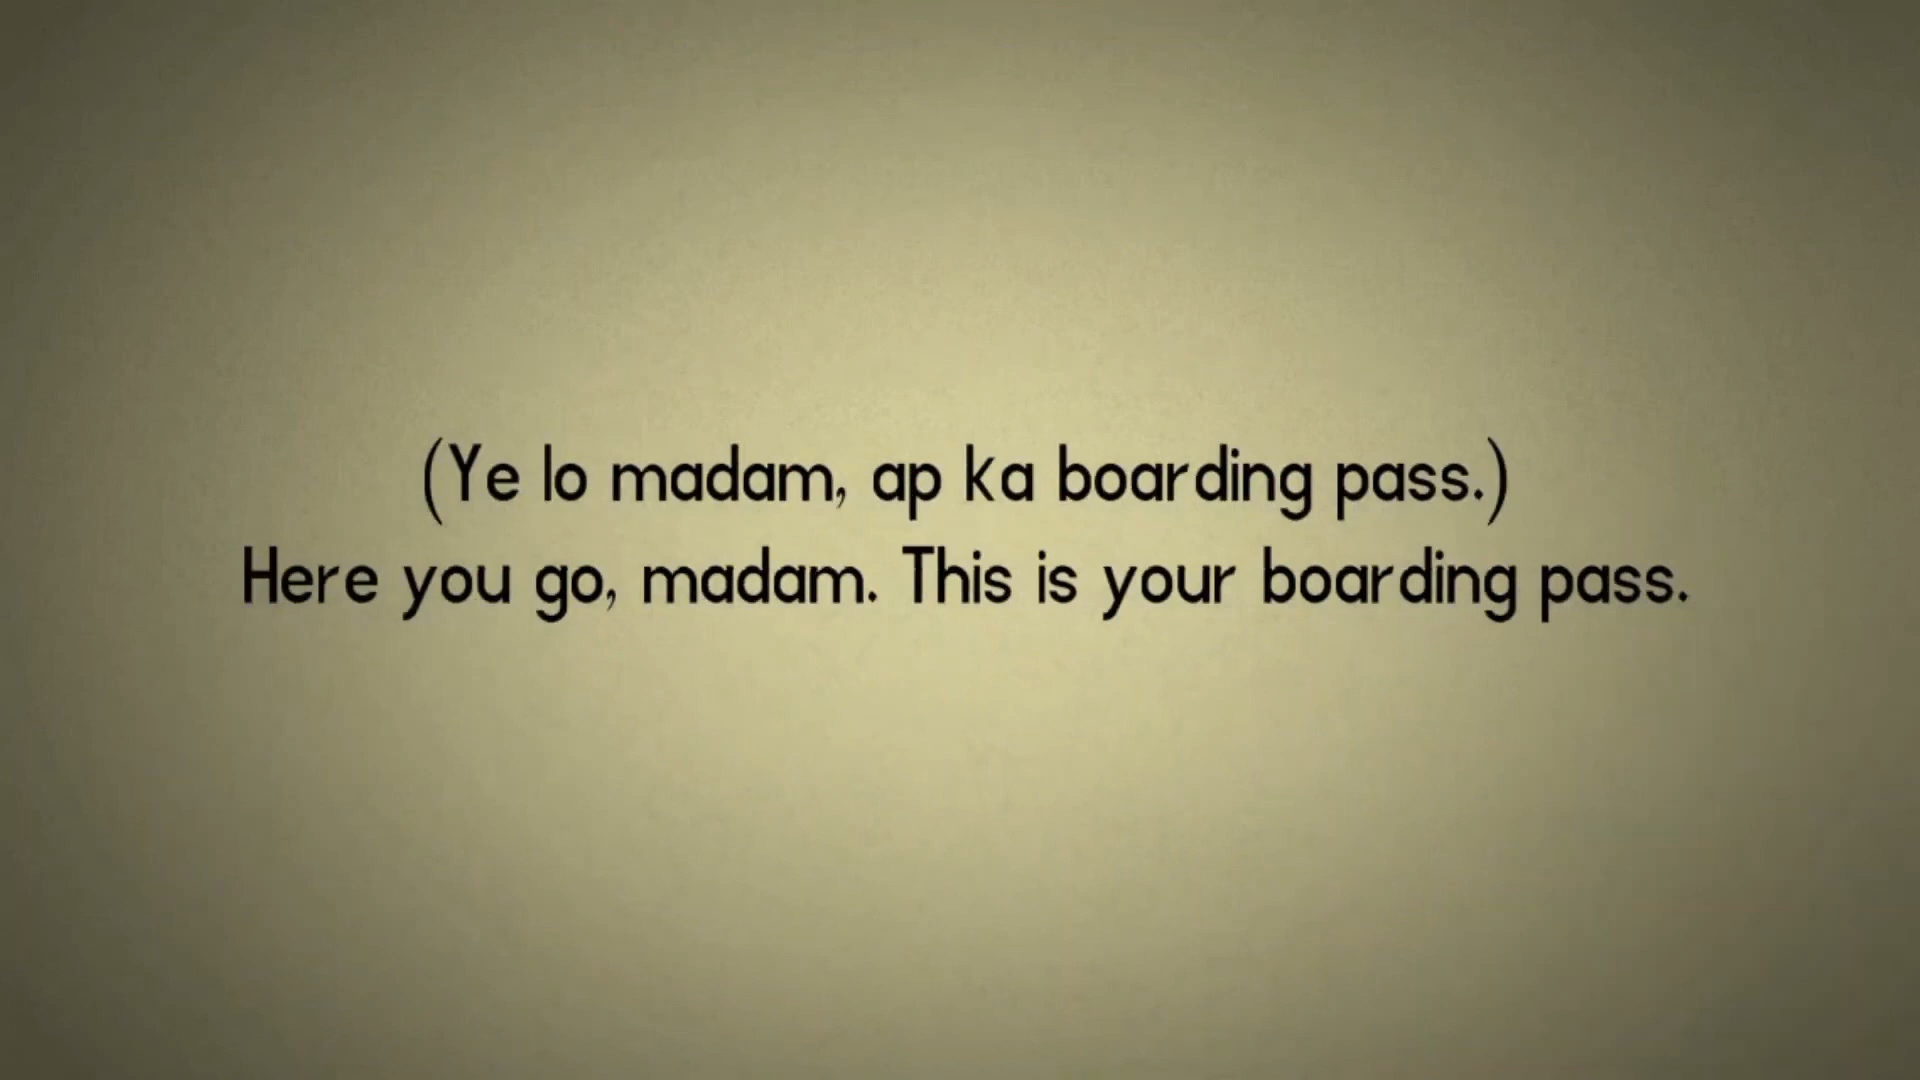 (Ye lo madam, ap ka boarding pass.)
Here you go, madam. This is your boarding pass.